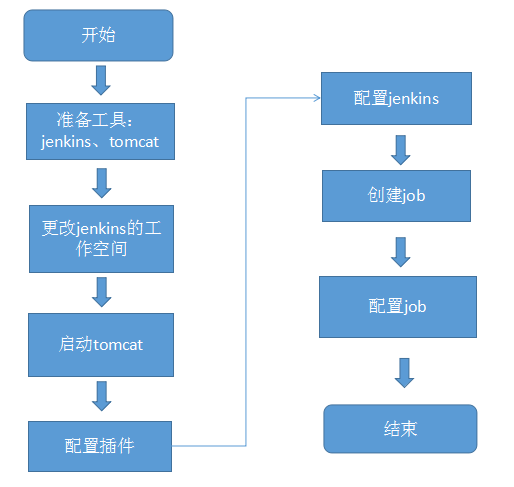 开始
准备工具：
jenkins、tomcat
更改jenkins的工
作空间
启动tomcat
配置插件
配置jenkins
创建job
配置job
结束